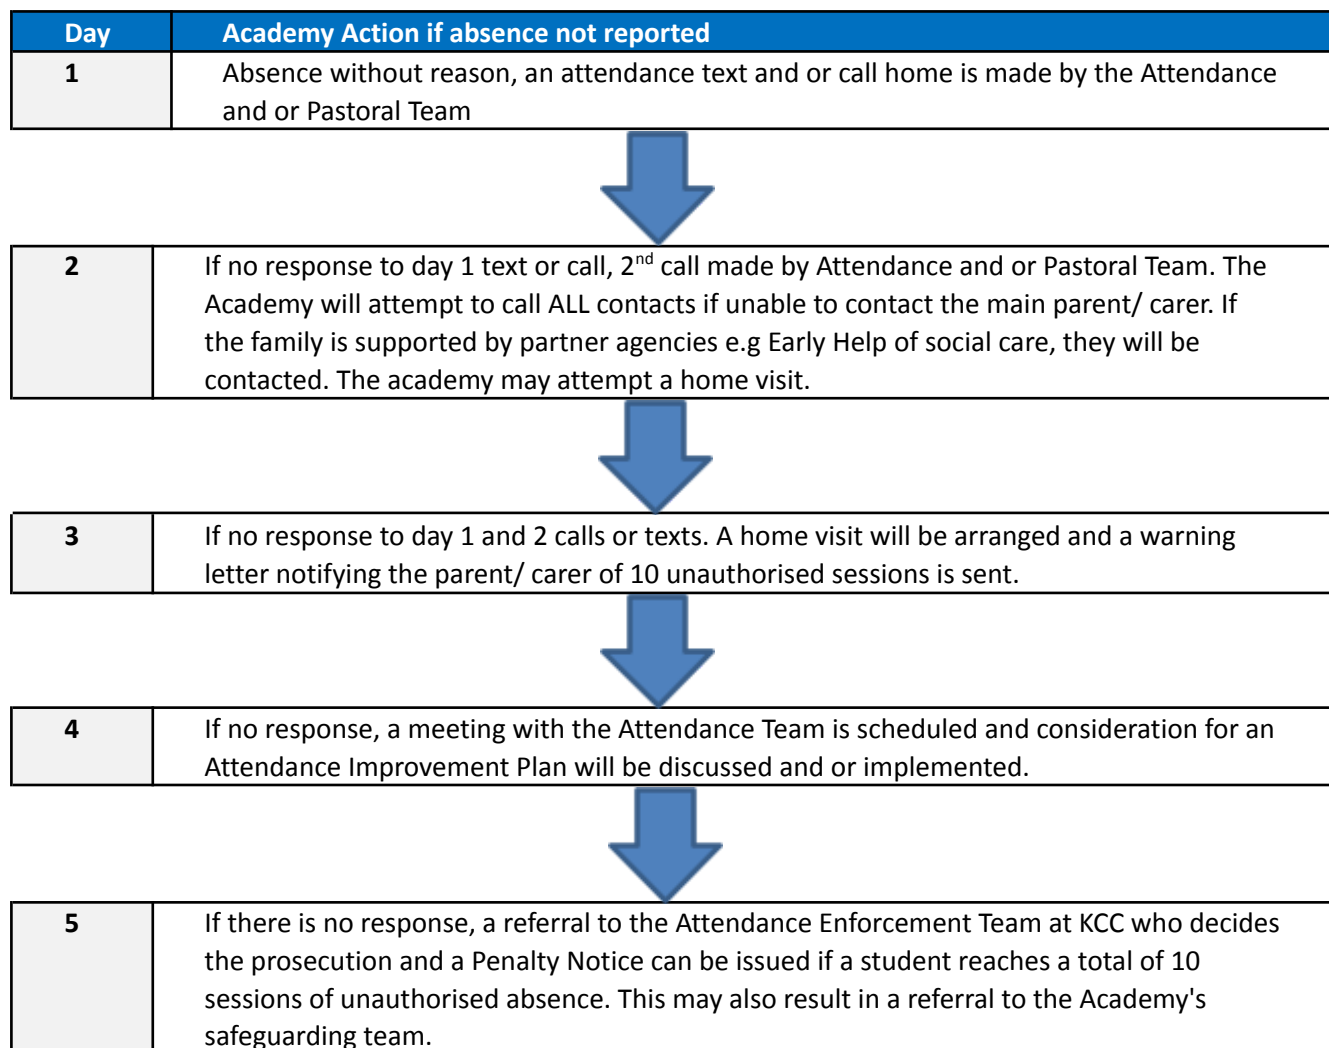 Day Academy Action if absence not reported
1 Absence without reason, an attendance text and or call home is made by the Attendance
and or Pastoral Team
2 If no response to day 1 text or call, 2nd call made by Attendance and or Pastoral Team. The
Academy will attempt to call ALL contacts if unable to contact the main parent/ carer. If
the family is supported by partner agencies e.g Early Help of social care, they will be
contacted. The academy may attempt a home visit.
3 If no response to day 1 and 2 calls or texts. A home visit will be arranged and a warning
letter notifying the parent/ carer of 10 unauthorised sessions is sent.
4 If no response, a meeting with the Attendance Team is scheduled and consideration for an
Attendance Improvement Plan will be discussed and or implemented.
5 If there is no response, a referral to the Attendance Enforcement Team at KCC who decides
the prosecution and a Penalty Notice can be issued if a student reaches a total of 10
sessions of unauthorised absence. This may also result in a referral to the Academy's
safeguarding team.